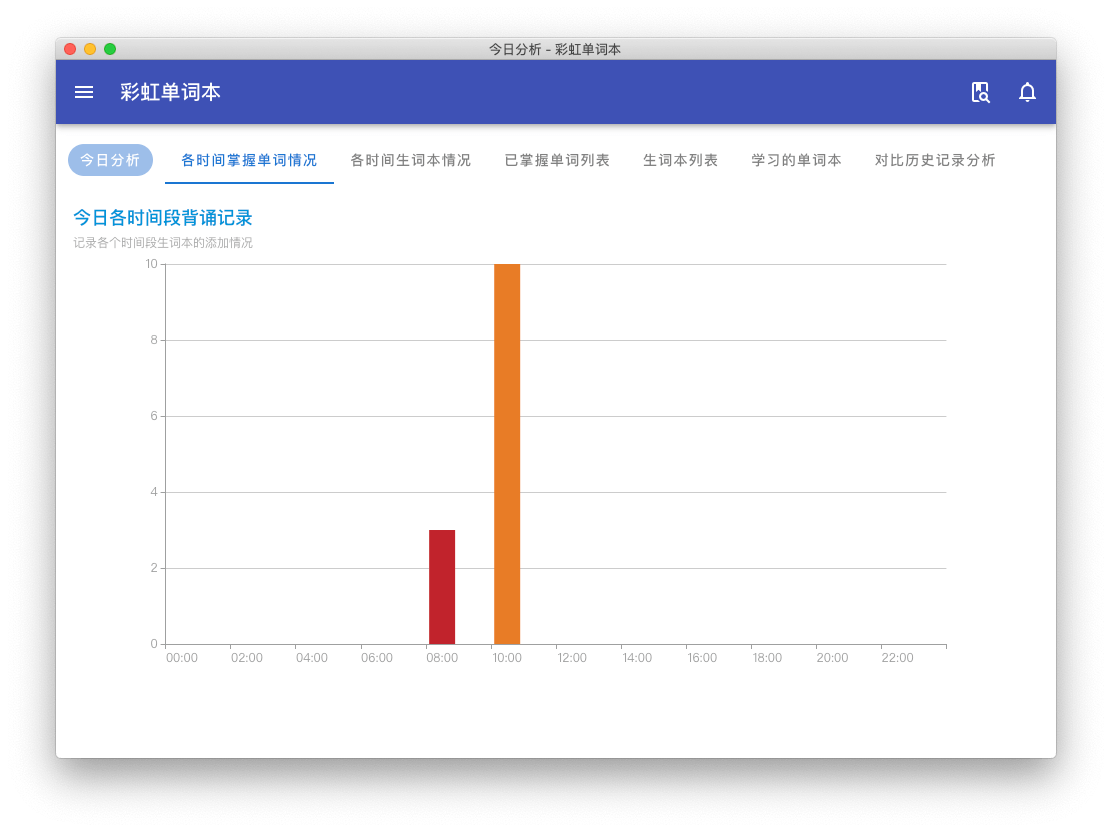 今日分析 - 彩虹单词本
彩虹单词本
今日分析 各时间掌握单词情况 各时间生词本情况 已掌握单词列表 生词本列表 学习的单词本 对比历史记录分析
今日各时间段背诵记录
记录各个时间段生词本的添加情况
10
8
6
4
2
0
00:00 02:00 04:00 06:00 08:00 10:00 12:00 14:00 16:00 18:00 20:00 22:00